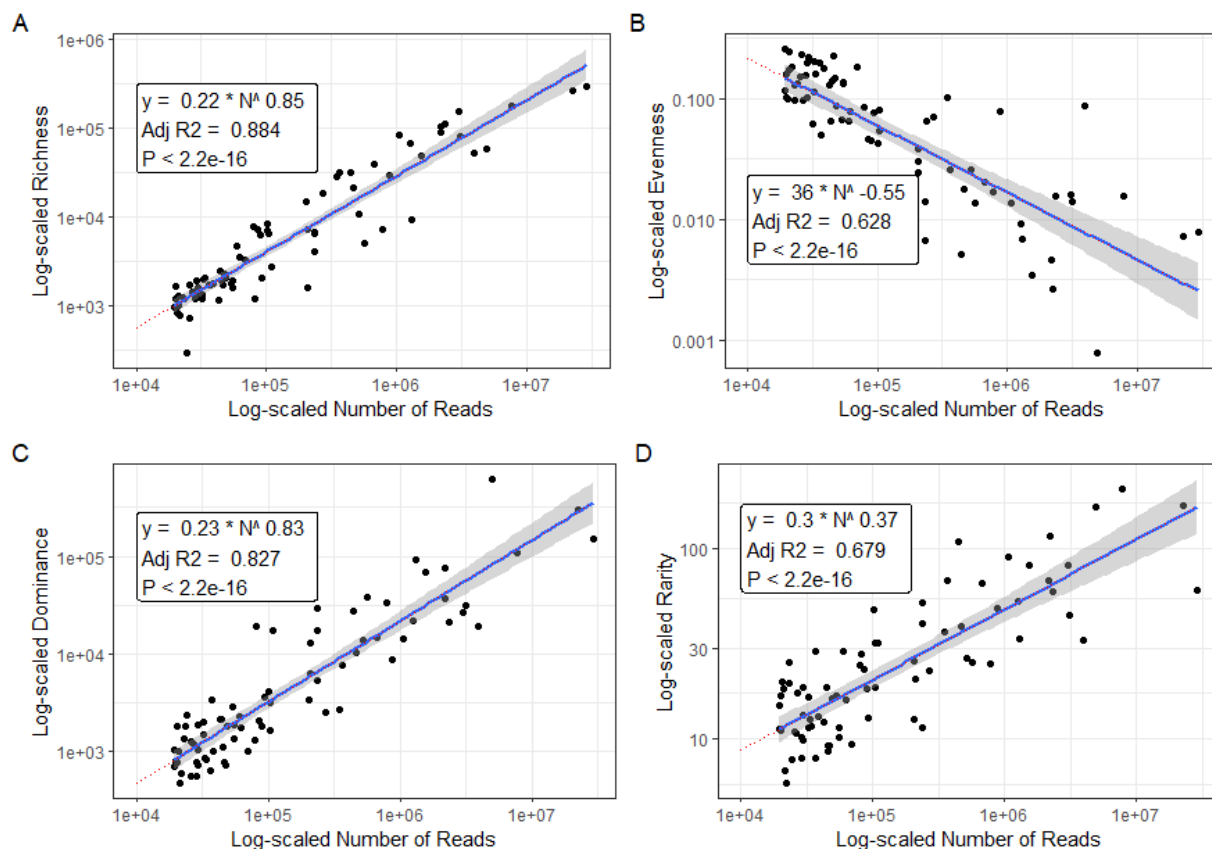 A
1e+06
1e+05
1e+04
1e+03
Log-scaled Richness
y = 0.22 * N^ 0.85
Adj R2 = 0.884
P < 2.2e-16
1e+04 1e+05 1e+06 1e+07
Log-scaled Number of Reads
B
0.100
0.010
0.001
Log-scaled Evenness
y = 36 * N^ -0.55
Adj R2 = 0.628
P < 2.2e-16
1e+04 1e+05 1e+06 1e+07
Log-scaled Number of Reads
C
1e+05
1e+04
1e+03
Log-scaled Dominance
y = 0.23 * N^ 0.83
Adj R2 = 0.827
P < 2.2e-16
1e+04 1e+05 1e+06 1e+07
Log-scaled Number of Reads
D
100
30
10
Log-scaled Rarity
y = 0.3 * N^ 0.37
Adj R2 = 0.679
P < 2.2e-16
1e+04 1e+05 1e+06 1e+07
Log-scaled Number of Reads